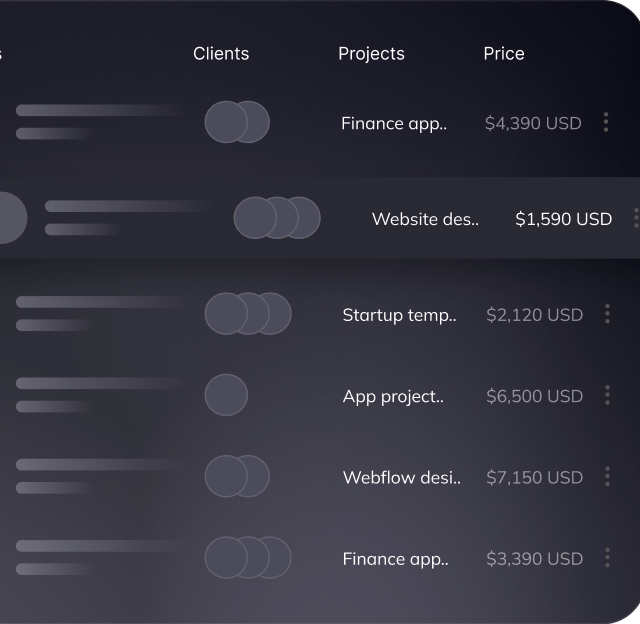 s Clients Projects Price
Finance app.. $4,390 USD
Website des.. $1,590 USD
Startup temp.. $2,120 USD
App project.. $6,500 USD
Webflow desi.. $7,150 USD
Finance app.. $3,390 USD